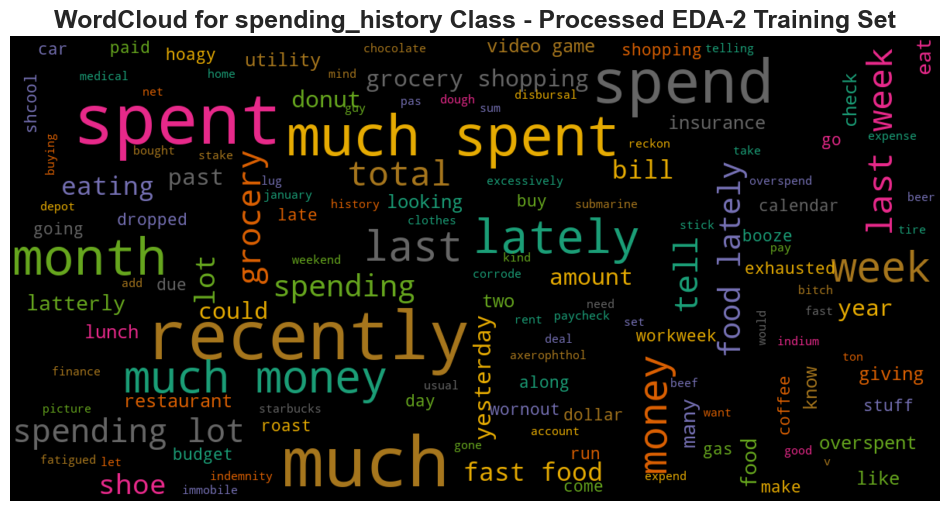 WordCloud for spending_history Class - Processed EDA-2 Training Set
car
paid
hoagy
chocolate
video game
shopping
telling
eat
utility
medical
home
mind
grocery shopping
spend
last week
check
shcool
net
donut
guy
pas
dough
sum
disbursal
insurance
expense
go
spent
much spent
buying
bought
stake
reckon
take
bill
grocery
total
past
eating
lug
excessively
overspend
beer
depot
january
looking
buy
submarine
calendar
dropped
late
history
clothes
stick
booze
tire
going
last
lately
tell
food lately
pay
month
lot
weekend
kind
corrode
amount
exhausted
week
add
due
spending
need
bitch
latterly
could
two
year
rent
paycheck
set
workweek
would
fast
lunch
recently
yesterday
deal
axerophthol
indium
finance
much money
usual
along
money
beef
ton
giving
coffee
know
picture
restaurant
starbucks
day
wornout
dollar
many
want
stuff
spending lot
roast
account
good
fatigued
let
budget
much
gone
run
gas
food
overspent
v
shoe
indemnity
immobile
fast food
come
expend
make
like